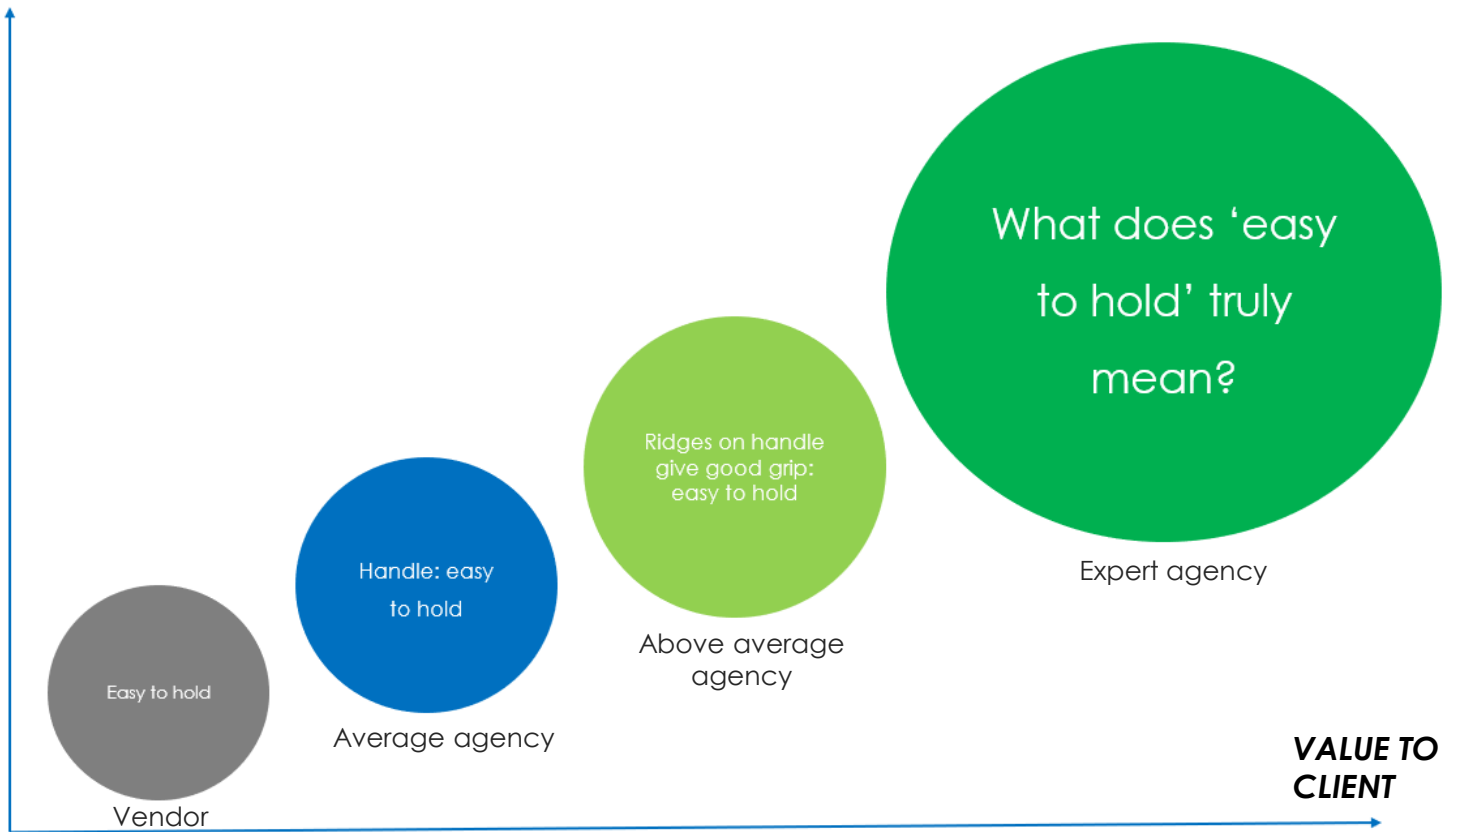 Easy to hold
Vendor
Handle: easy
to hold
Average agency
Ridges on handle
give good grip:
easy to hold
Above average
agency
What does ‘easy
to hold’ truly
mean?
Expert agency
VALUE TO
CLIENT